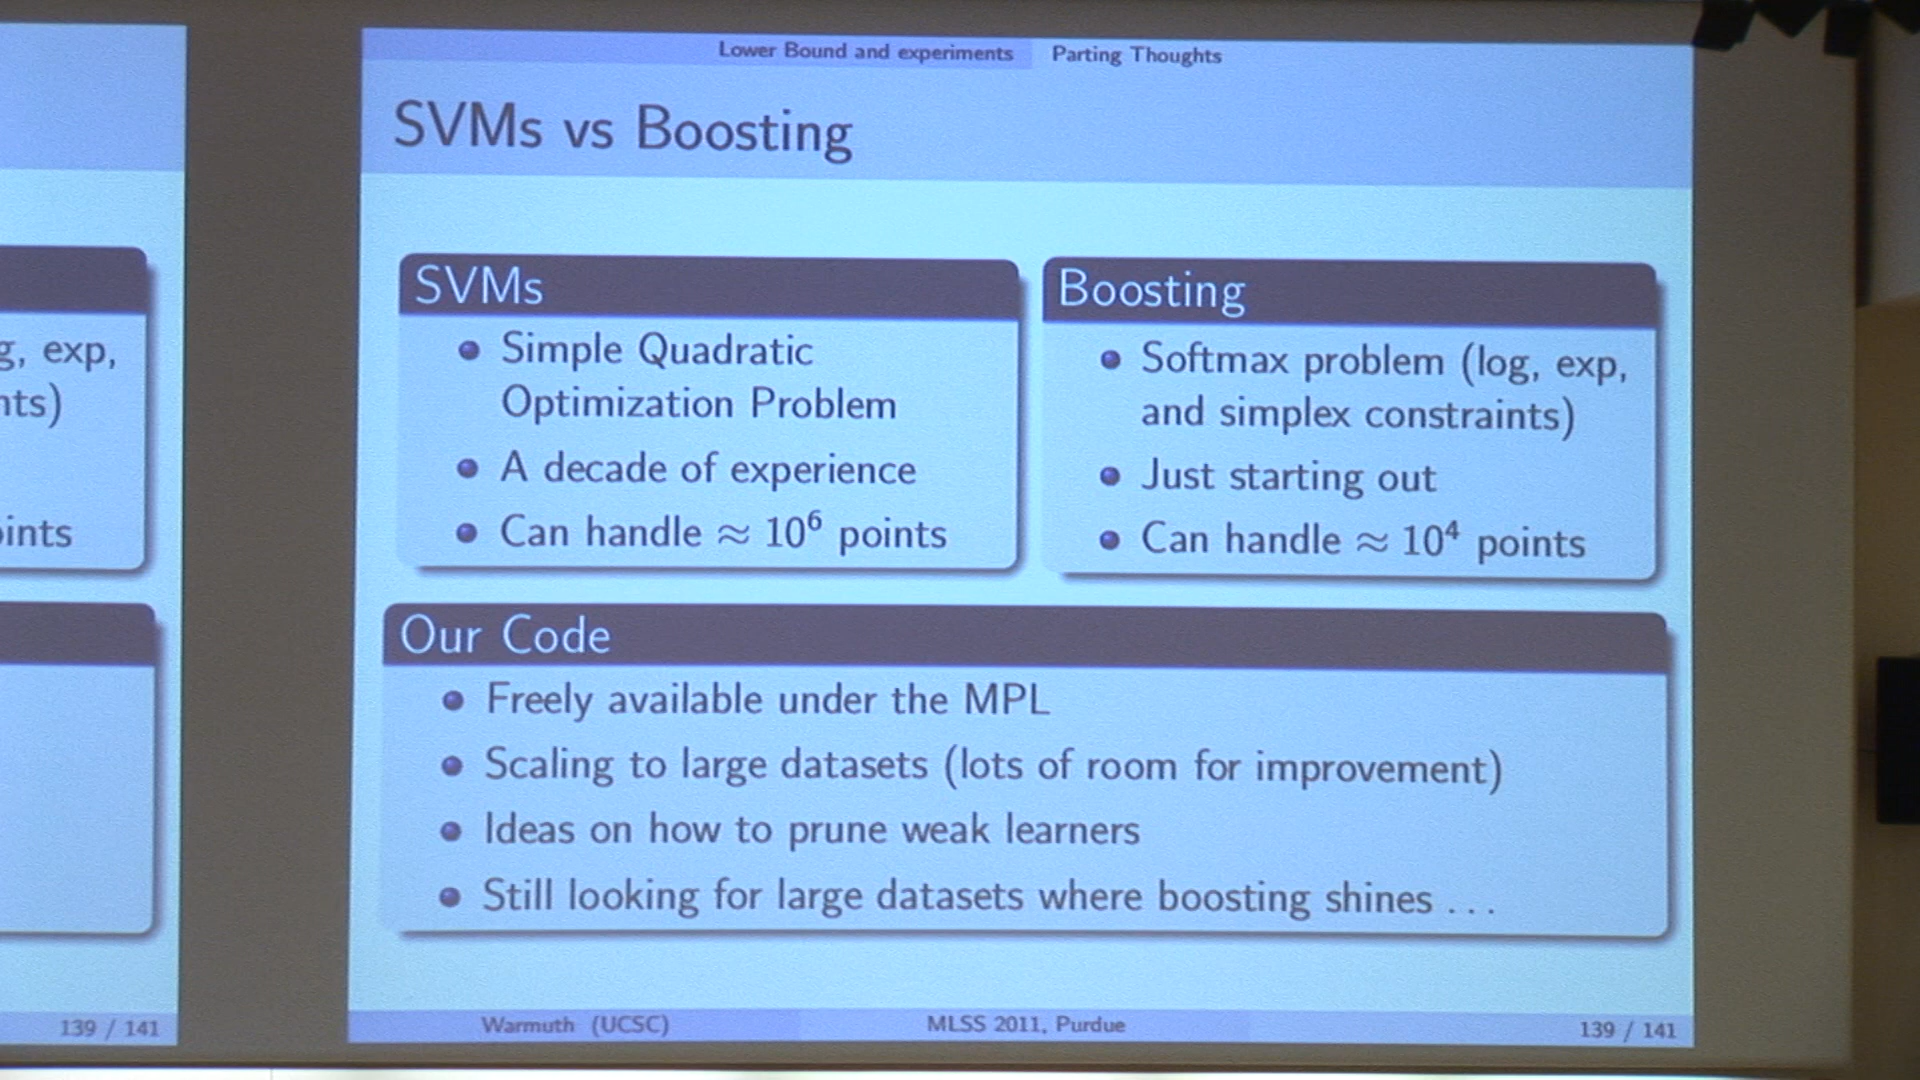 Lower Bound and experiments Parting Thoughts
SVMs vs Boosting
SVMs
Simple Quadratic
Optimization Problem
A decade of experience
Can handle ≈ 10⁶ points
Boosting
Softmax problem (log, exp,
and simplex constraints)
Just starting out
Can handle ≈ 10⁴ points
Our Code
Freely available under the MPL
Scaling to large datasets (lots of room for improvement)
Ideas on how to prune weak learners
Still looking for large datasets where boosting shines . . .
Warmuth (UCSC) MLSS 2011, Purdue 139 / 141
g, exp,
nts)
oints
139 / 141